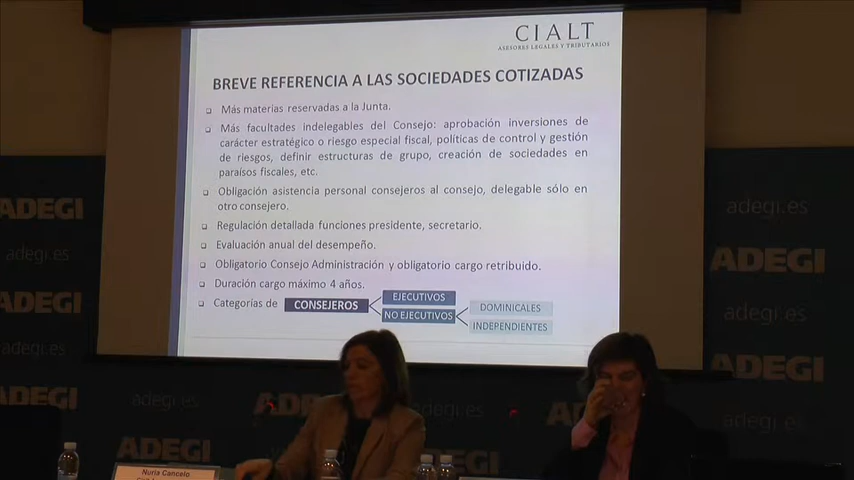 CIALT
ASESORES LEGALES Y TRIBUTARIOS
BREVE REFERENCIA A LAS SOCIEDADES COTIZADAS
❑ Más materias reservadas a la Junta.
❑ Más facultades indelegables del Consejo: aprobación inversiones de
carácter estratégico o riesgo especial fiscal, políticas de control y gestión
de riesgos, definir estructuras de grupo, creación de sociedades en
paraísos fiscales, etc.
❑ Obligación asistencia personal consejeros al consejo, delegable sólo en
otro consejero.
❑ Regulación detallada funciones presidente, secretario.
❑ Evaluación anual del desempeño.
❑ Obligatorio Consejo Administración y obligatorio cargo retribuido.
❑ Duración cargo máximo 4 años.
❑ Categorías de CONSEJEROS
EJECUTIVOS
NO EJECUTIVOS
DOMINICALES
INDEPENDIENTES
ADEGI
adegi.es
ADEGI
adegi.es
ADEGI
adegi.es
ADEGI
adegi.es
ADEGI
adegi.es
ADEGI
adegi.es
adegi.es
ADEGI
Nuria Cancelo